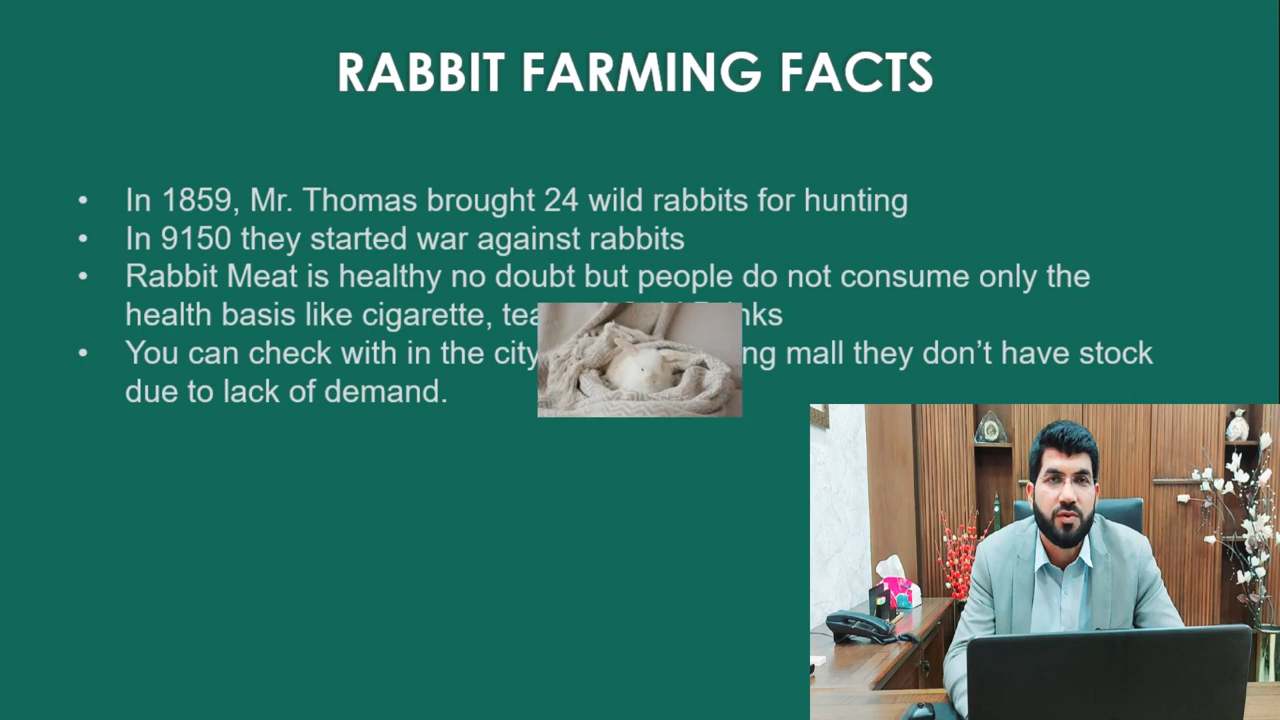 RABBIT FARMING FACTS
• In 1859, Mr. Thomas brought 24 wild rabbits for hunting
• In 9150 they started war against rabbits
• Rabbit Meat is healthy no doubt but people do not consume only the
health basis like cigarette,
• You can check with in the city mall they don’t have stock
due to lack of demand.